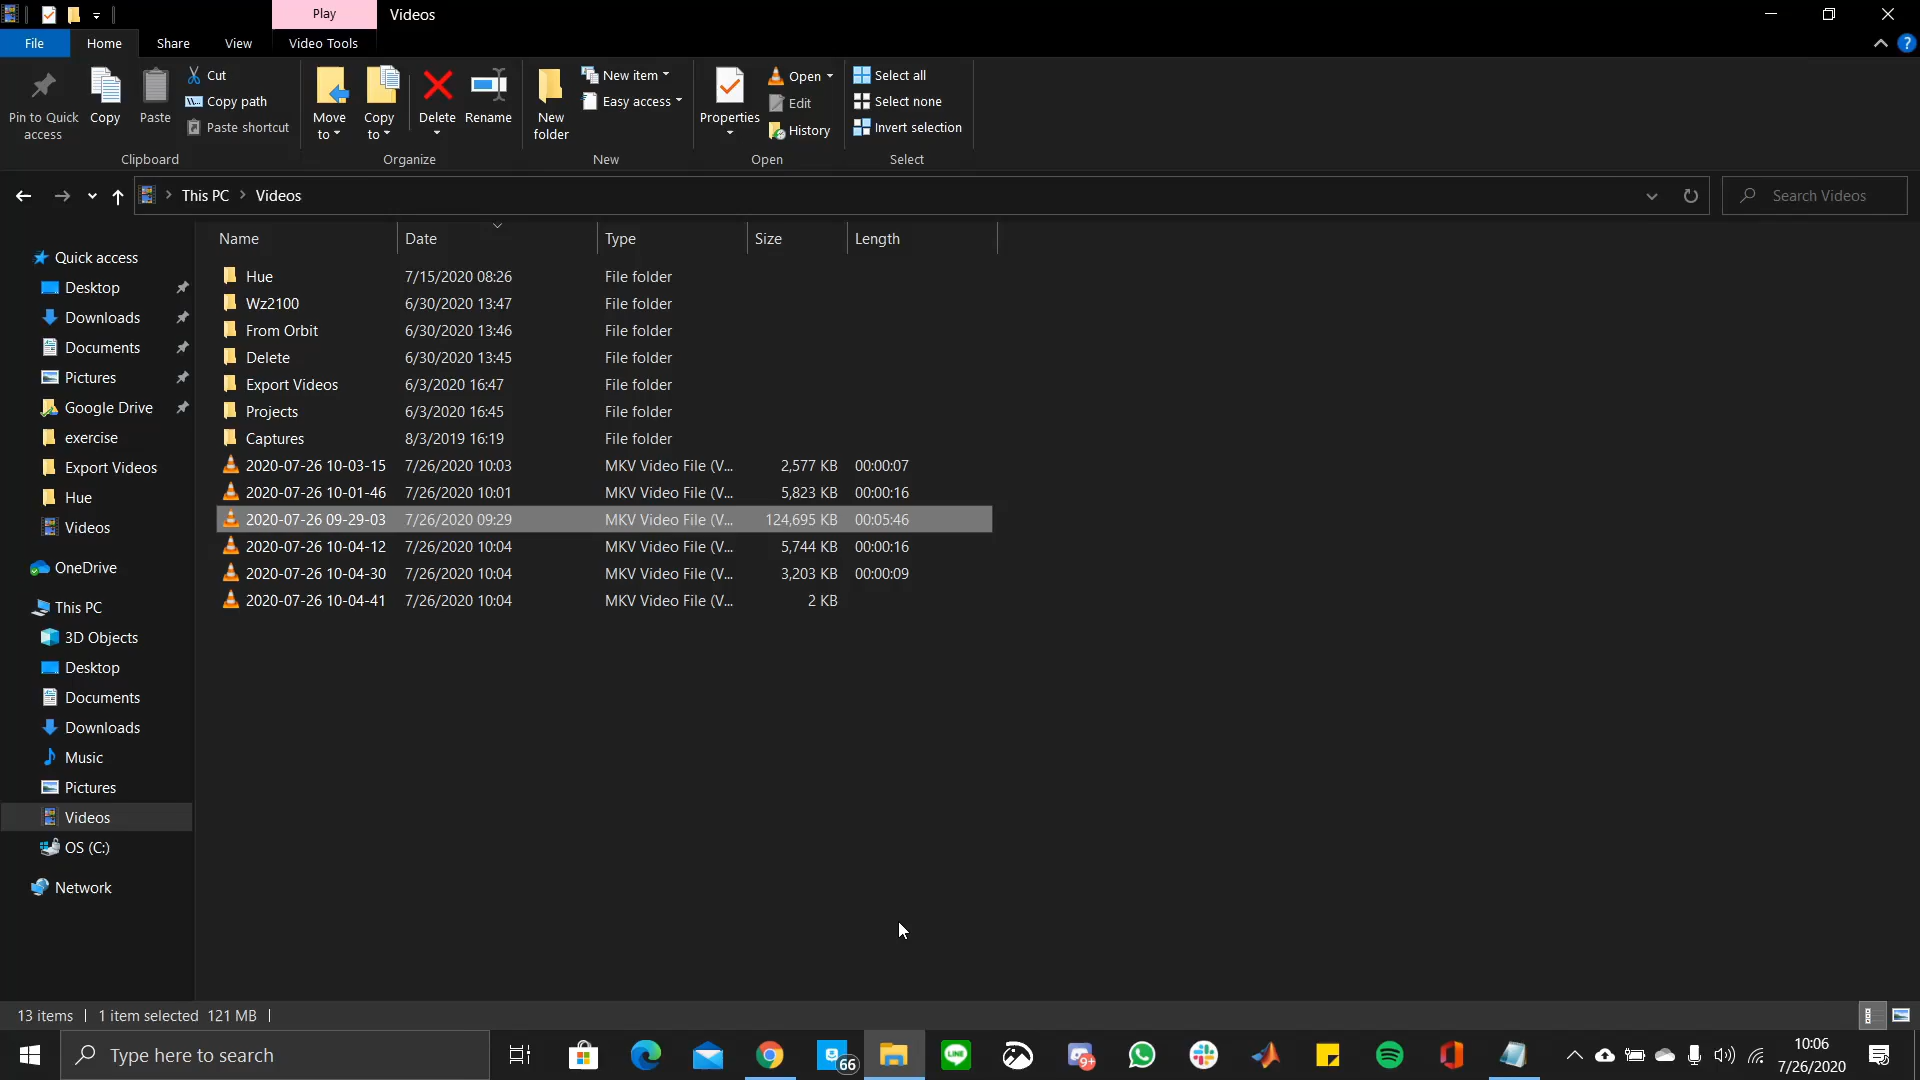 Play
Videos
File
Home
Share
View
Video Tools
Pin to Quick
access
Copy
Paste
Cut
Copy path
Paste shortcut
Clipboard
Move
to
Copy
to
Delete
Rename
Organize
New
folder
New item
Easy access
New
Properties
Open
Edit
History
Open
Select all
Select none
Invert selection
Select
This PC
Videos
Search Videos
Name Date Type Size Length
Quick access
Desktop
Downloads
Documents
Pictures
Google Drive
exercise
Export Videos
Hue
Videos
OneDrive
This PC
3D Objects
Desktop
Documents
Downloads
Music
Pictures
Videos
OS (C:)
Network
Hue 7/15/2020 08:26 File folder
Wz2100 6/30/2020 13:47 File folder
From Orbit 6/30/2020 13:46 File folder
Delete 6/30/2020 13:45 File folder
Export Videos 6/3/2020 16:47 File folder
Projects 6/3/2020 16:45 File folder
Captures 8/3/2019 16:19 File folder
2020-07-26 10-03-15 7/26/2020 10:03 MKV Video File (V... 2,577 KB 00:00:07
2020-07-26 10-01-46 7/26/2020 10:01 MKV Video File (V... 5,823 KB 00:00:16
2020-07-26 09-29-03 7/26/2020 09:29 MKV Video File (V... 124,695 KB 00:05:46
2020-07-26 10-04-12 7/26/2020 10:04 MKV Video File (V... 5,744 KB 00:00:16
2020-07-26 10-04-30 7/26/2020 10:04 MKV Video File (V... 3,203 KB 00:00:09
2020-07-26 10-04-41 7/26/2020 10:04 MKV Video File (V... 2 KB
13 items 1 item selected 121 MB
Type here to search
66
LINE
9+
10:06
7/26/2020